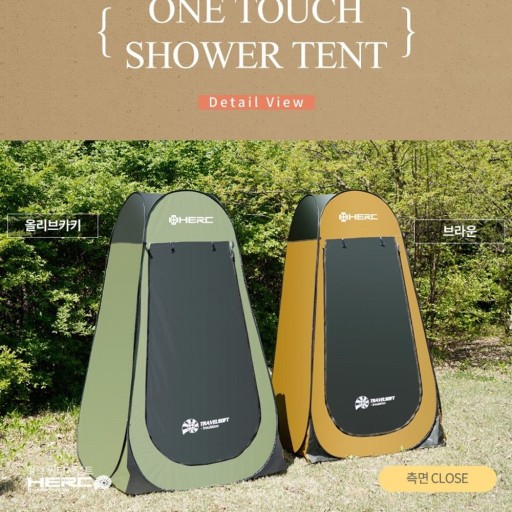 ONE TOUCH
{ SHOWER TENT }
Detail View
올리브카키
HERC
HERC
브라운
TRAVELSOFT
TRAVELSOFT
HERC
측면 CLOSE